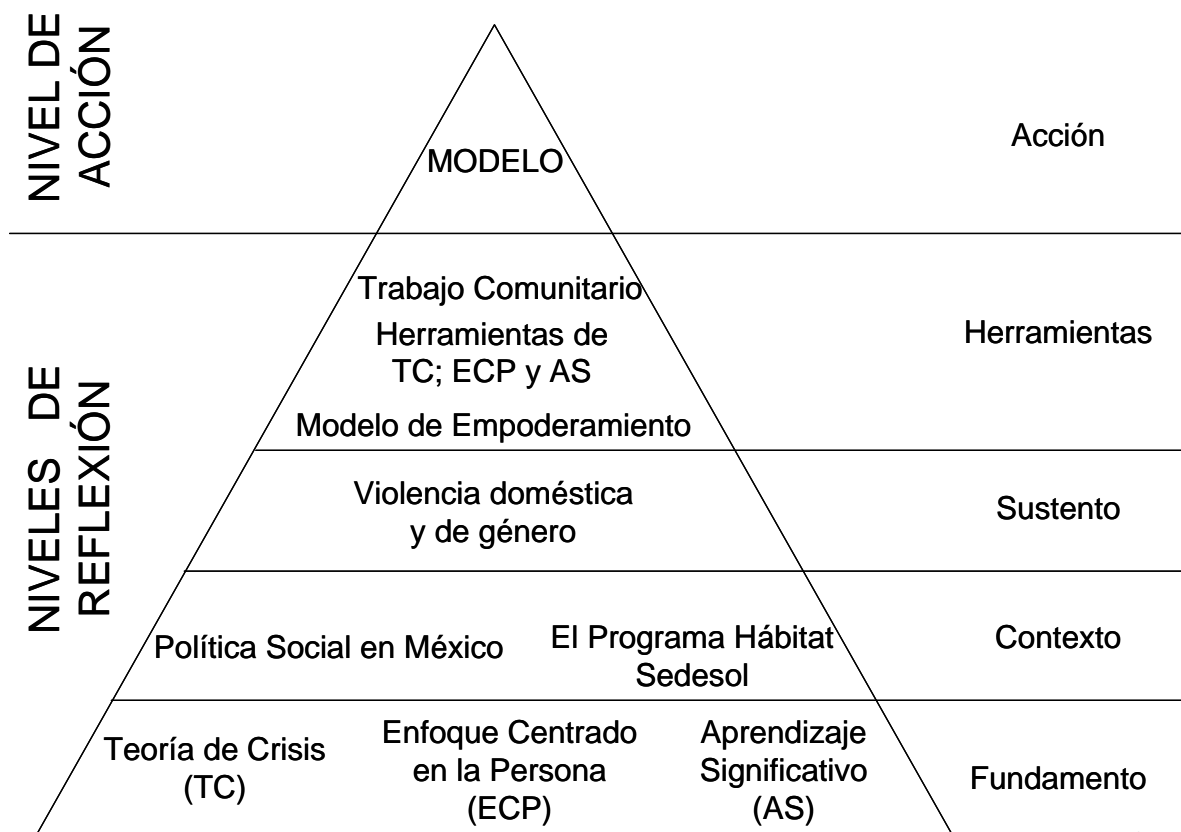 NIVEL DE
ACCIÓN
MODELO
Acción
NIVELES DE
REFLEXIÓN
Trabajo Comunitario
Herramientas de
TC; ECP y AS
Modelo de Empoderamiento
Herramientas
Violencia doméstica
y de género
Sustento
Política Social en México
El Programa Hábitat
Sedesol
Contexto
Teoría de Crisis
(TC)
Enfoque Centrado
en la Persona
(ECP)
Aprendizaje
Significativo
(AS)
Fundamento